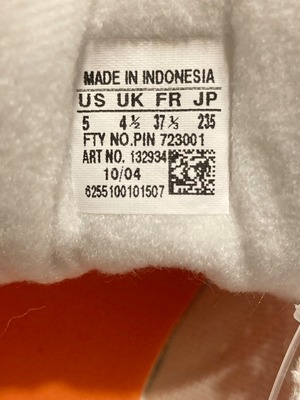 MADE IN INDONESIA
US UK FR JP
5 4½ 37⅓ 235
FTY NO.PIN 723001
ART NO. 132934
10/04
6255100101507